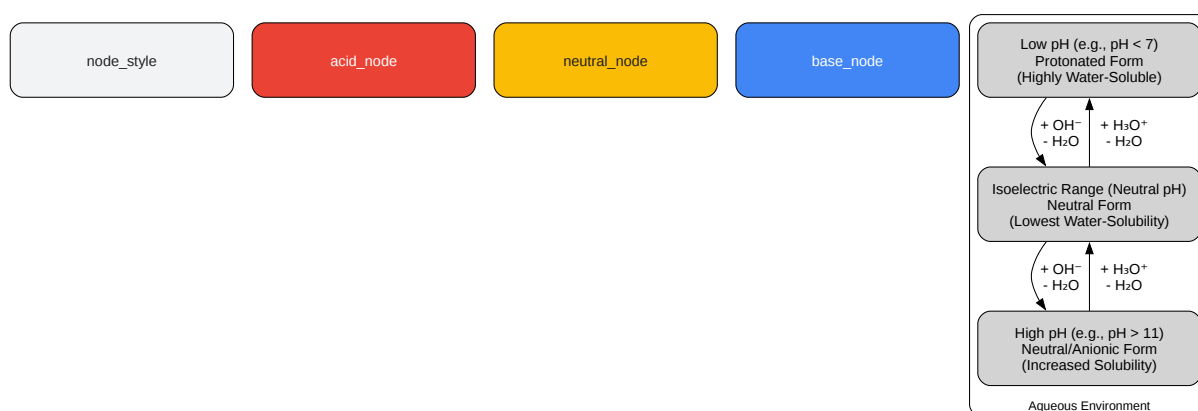 node_style
acid_node
neutral_node
base_node
Low pH (e.g., pH < 7)
Protonated Form
(Highly Water-Soluble)
+ OH⁻
- H₂O
+ H₃O⁺
- H₂O
Isoelectric Range (Neutral pH)
Neutral Form
(Lowest Water-Solubility)
+ OH⁻
- H₂O
+ H₃O⁺
- H₂O
High pH (e.g., pH > 11)
Neutral/Anionic Form
(Increased Solubility)
Aqueous Environment